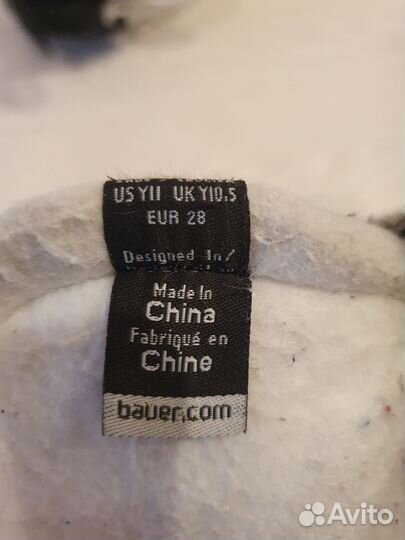 US Y11 UK Y10.5
EUR 28
Designed In/
Made In
China
Fabriqué en
Chine
bauer.com
Avito